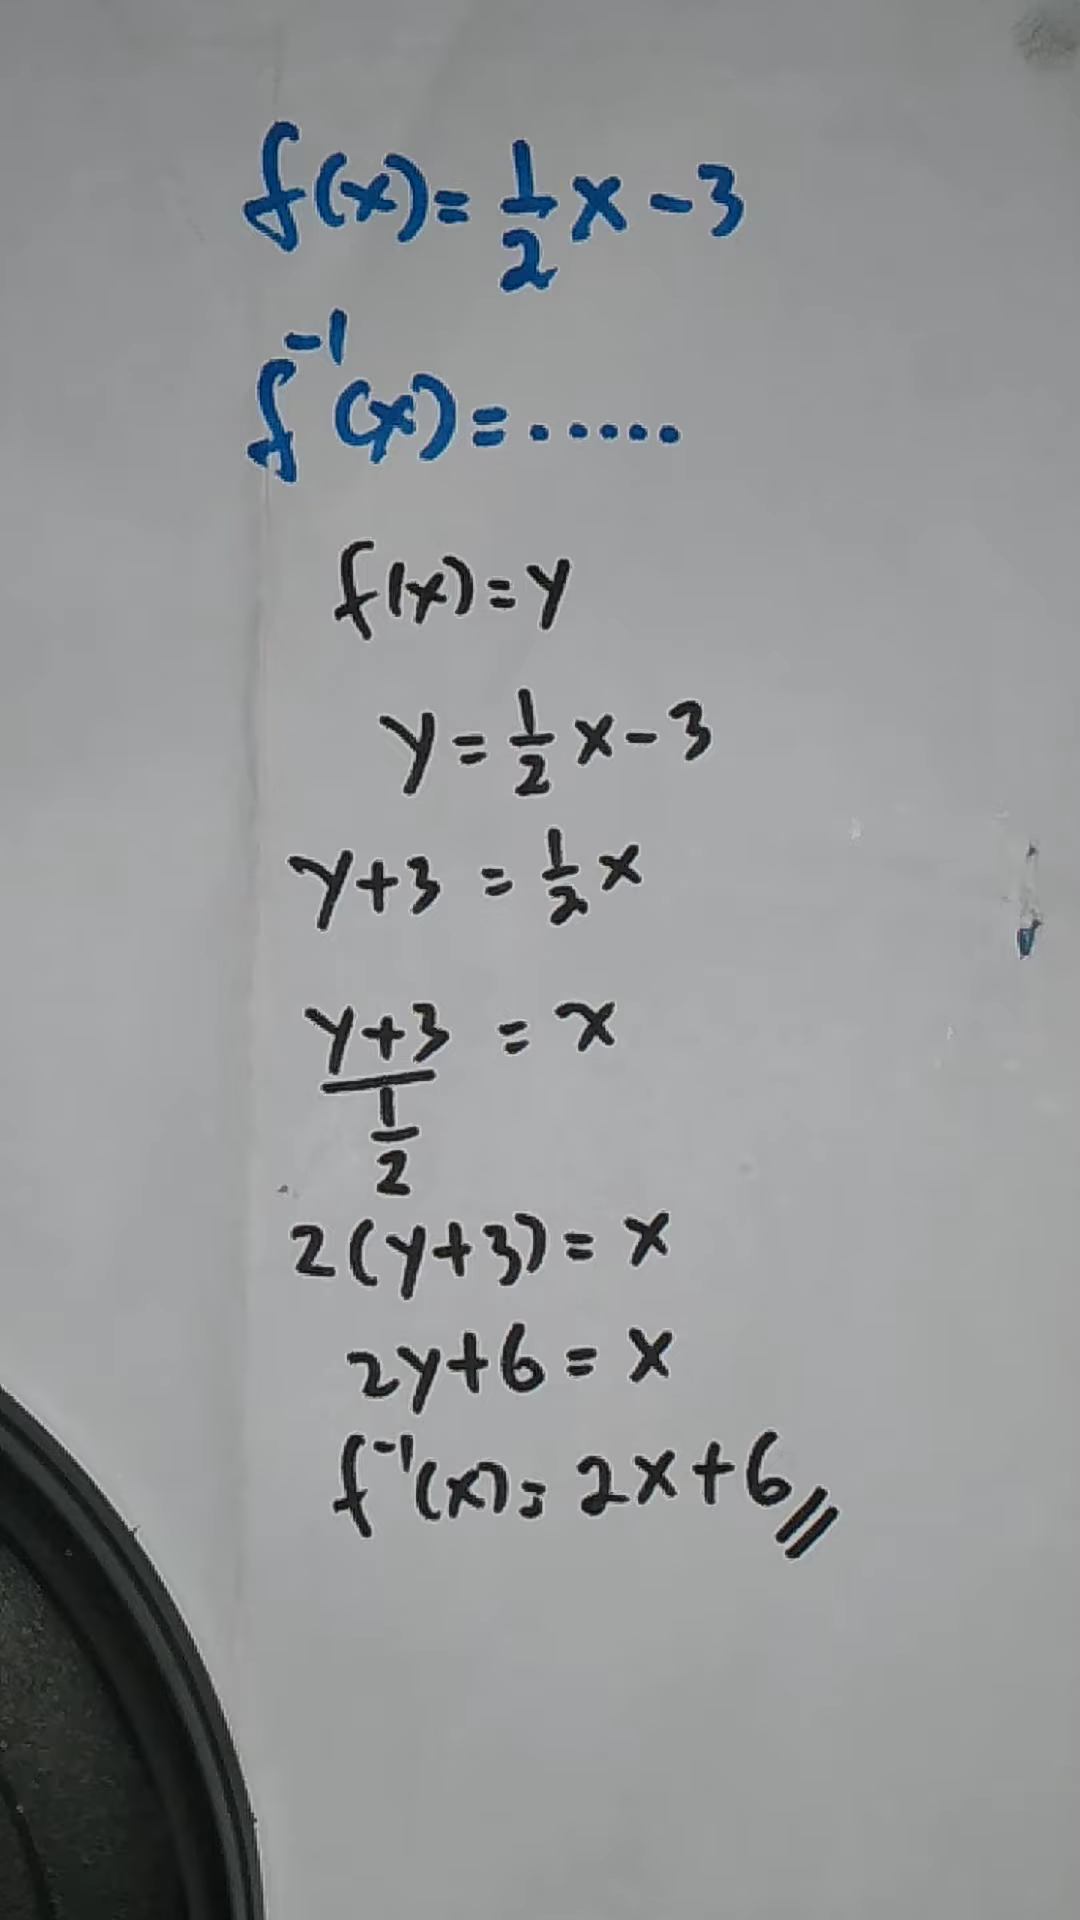 f(x)= 1/2 x - 3
f⁻¹(x)= .....
f(x)=y
y = 1/2 x - 3
y+3 = 1/2 x
(y+3)/(1/2) = x
2(y+3)= x
2y+6 = x
f⁻¹(x)= 2x+6//